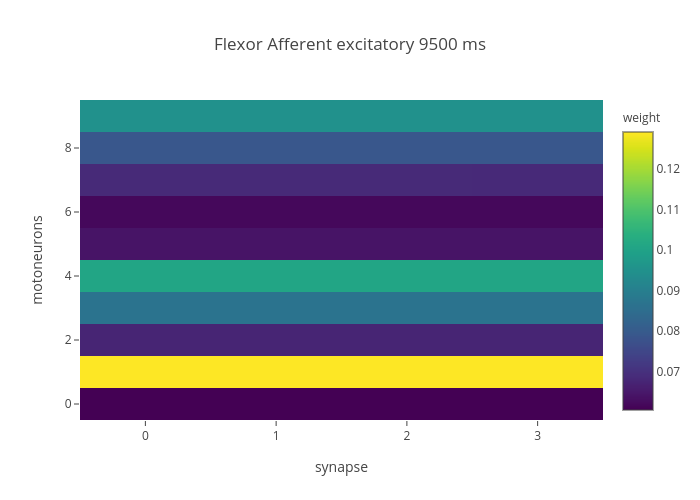 Flexor Afferent excitatory 9500 ms
weight
0.12
0.11
0.1
0.09
0.08
0.07
8
6
4
2
0
motoneurons
0 1 2 3
synapse